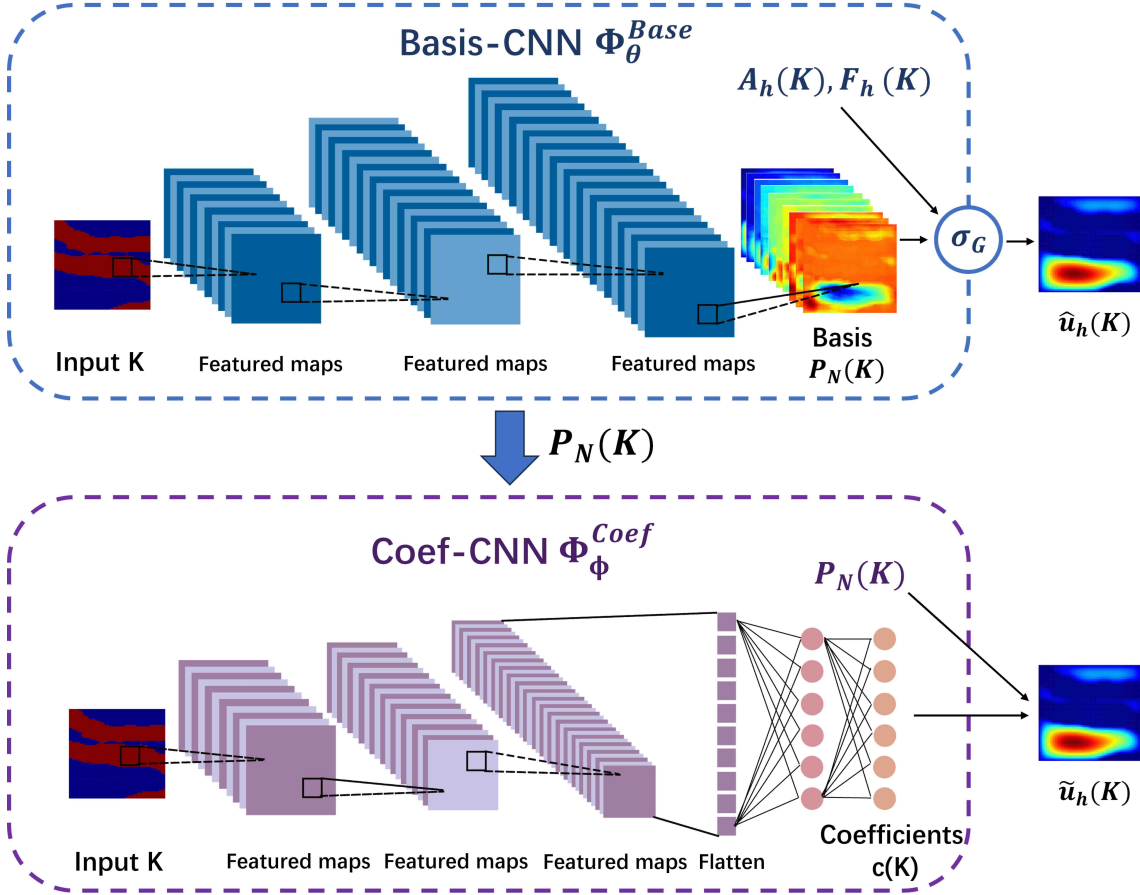 Basis-CNN Φ_θ^Base
A_h(K), F_h(K)
σ_G
Input K
Featured maps
Featured maps
Featured maps
Basis
P_N(K)
û_h(K)
P_N(K)
Coef-CNN Φ_ϕ^Coef
P_N(K)
ũ_h(K)
Input K
Featured maps
Featured maps
Featured maps
Flatten
Coefficients
c(K)